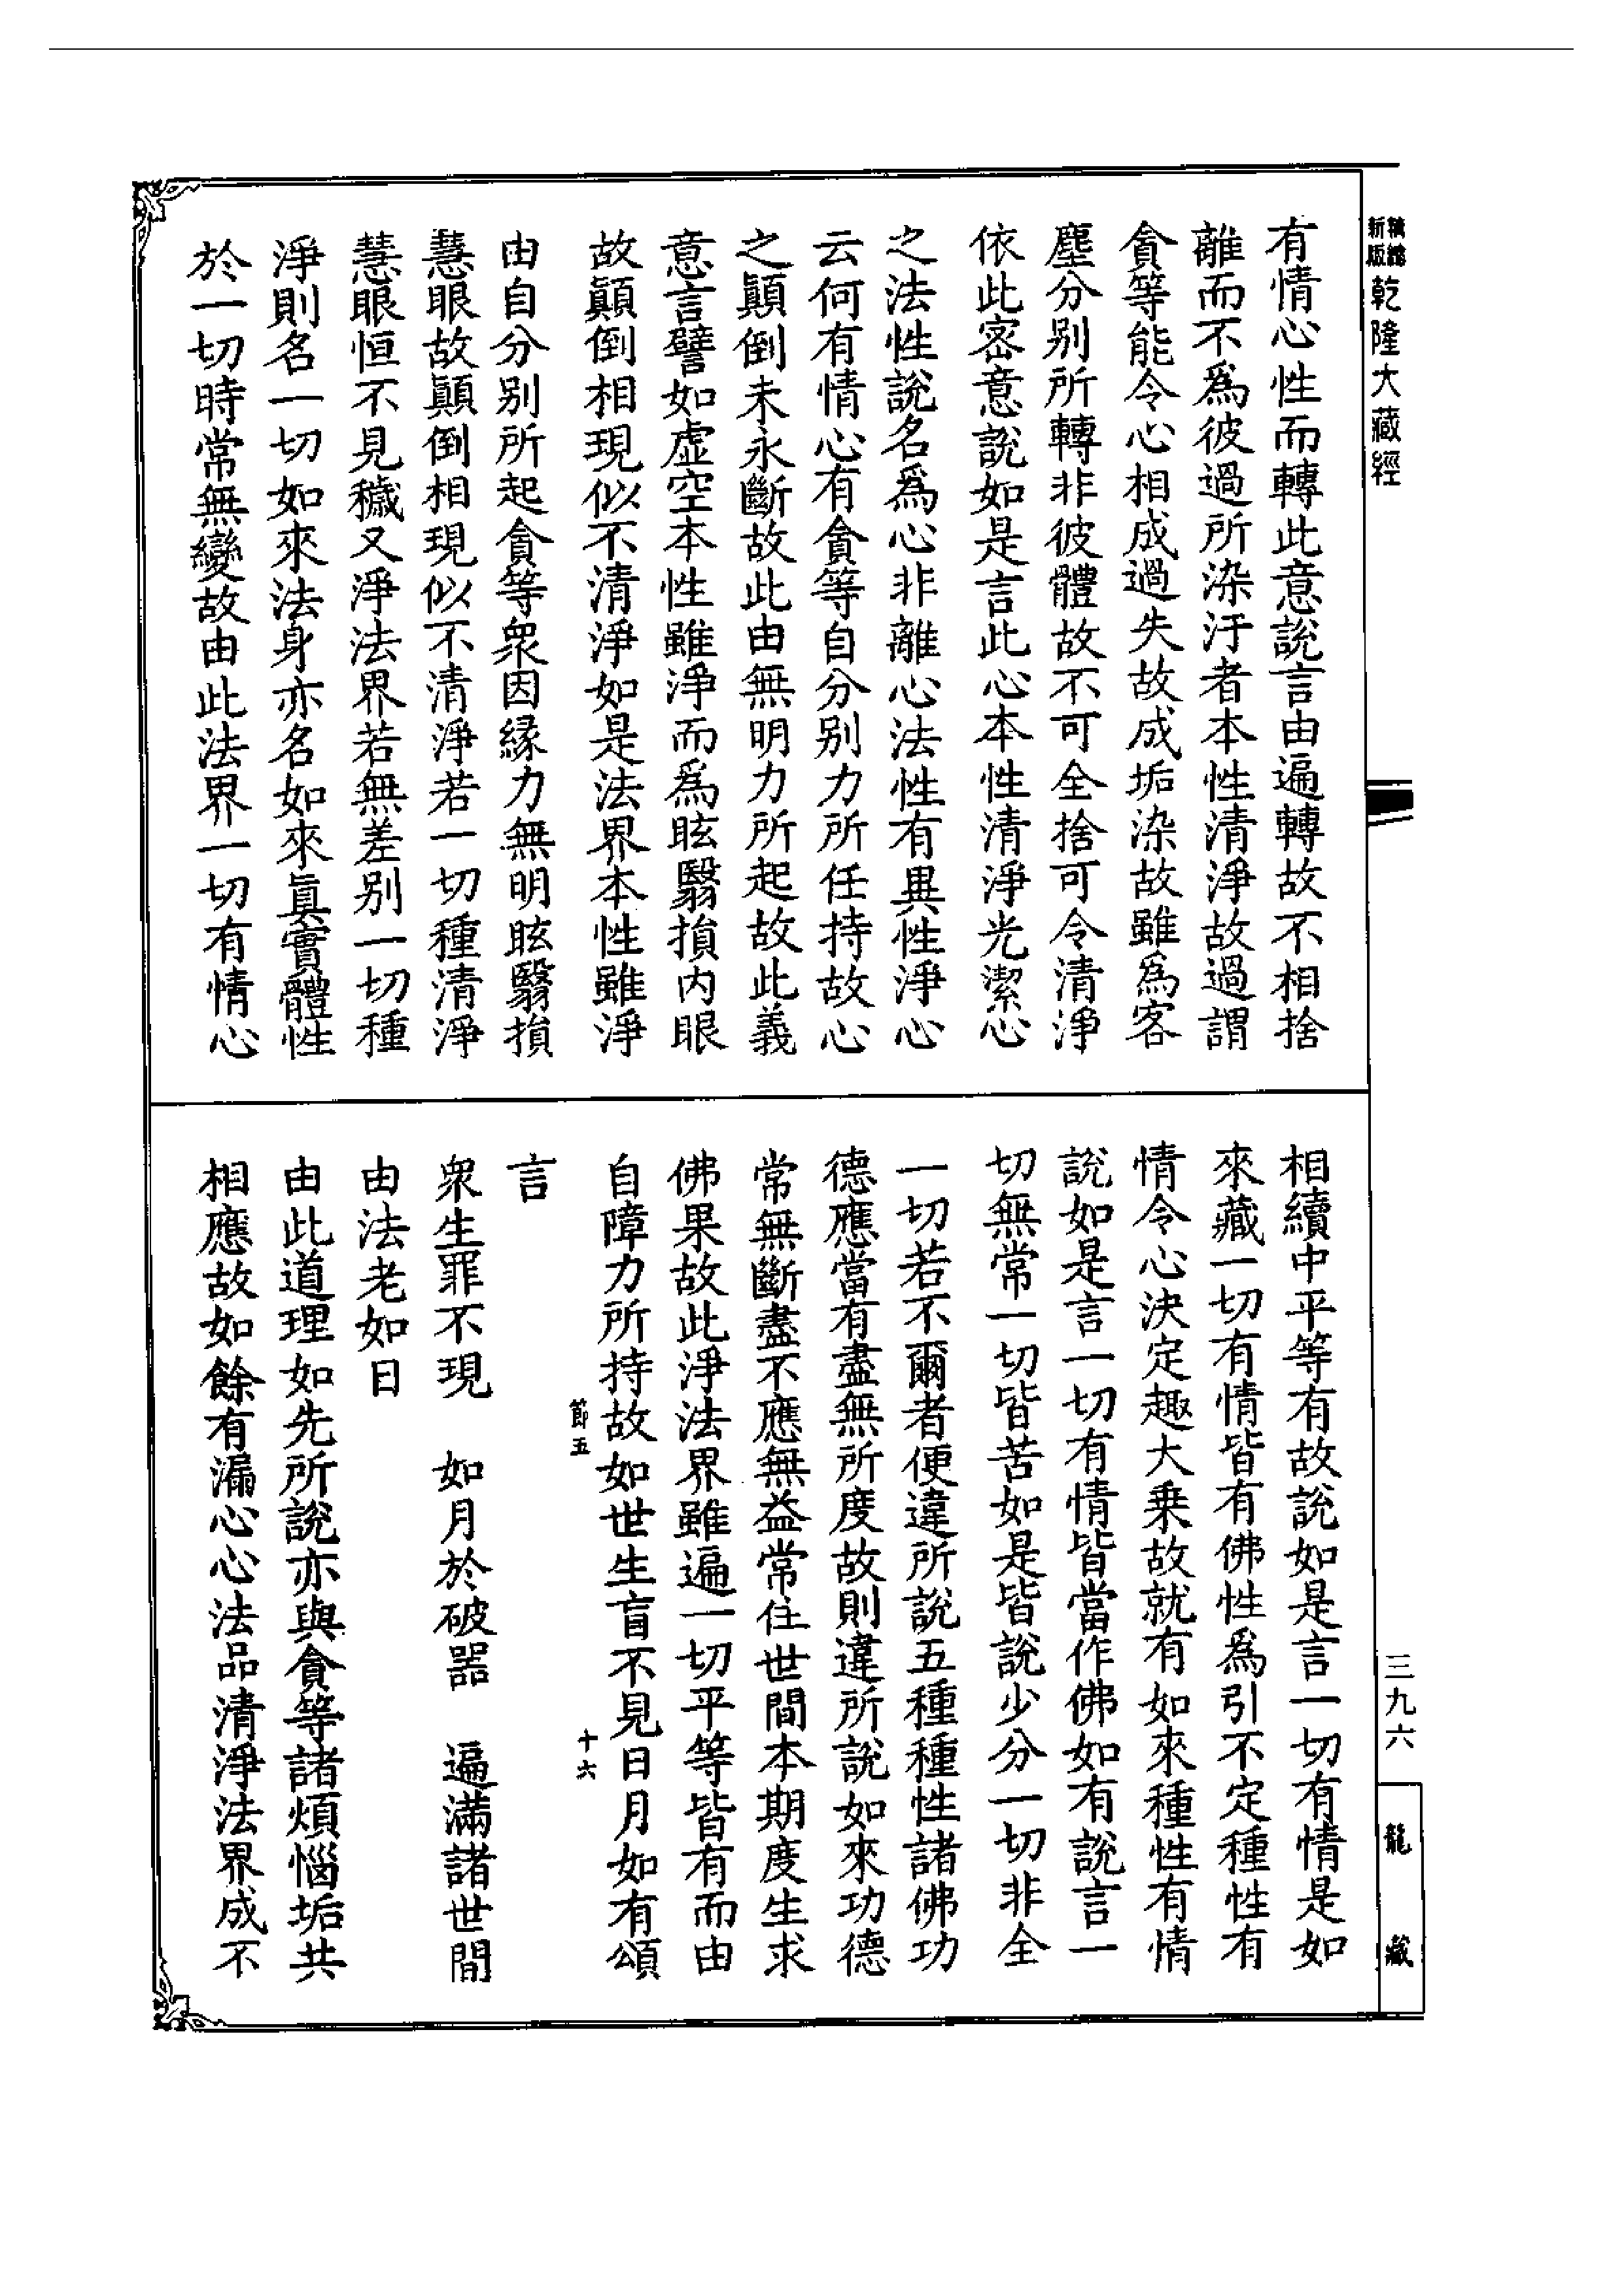 新編縮版乾隆大藏經
有情心性而轉此意說言由遍轉故不相捨
離而不爲彼過所染汙者本性清淨故過謂
貪等能令心相成過失故成垢染故雖爲客
塵分別所轉非彼體故不可全捨可令清淨
依此密意說如是言此心本性清淨光潔心
之法性說名爲心非離心法性有異性淨心
云何有情心有貪等自分別力所任持故心
之顛倒未永斷故此由無明力所起故此義
意言譬如虛空本性雖淨而爲眩翳損內眼
故顛倒相現似不清淨如是法界本性雖淨
由自分別所起貪等衆因緣力無明眩翳損
慧眼故顛倒相現似不清淨若一切種清淨
慧眼恒不見穢又淨法界若無差別一切種
淨則名一切如來法身亦名如來眞實體性
於一切時常無變故由此法界一切有情心
相續中平等有故說如是言一切有情是如
來藏一切有情皆有佛性爲引不定種性有
情令心決定趣大乗故就有如來種性有情
說如是言一切有情皆當作佛如有說言一
切無常一切皆苦如是皆說少分一切非全
一切若不爾者便違所說五種種性諸佛功
德應當有盡無所度故則違所說如來功德
常無斷盡不應無益常住世間本期度生求
佛果故此淨法界雖遍一切平等皆有而由
自障力所持故如世生盲不見日月如有頌
節五
十六
言
衆生罪不現　如月於破器　遍滿諸世間
由法老如日
由此道理如先所說亦與貪等諸煩惱垢共
相應故如餘有漏心心法品清淨法界成不
三九六
龍藏